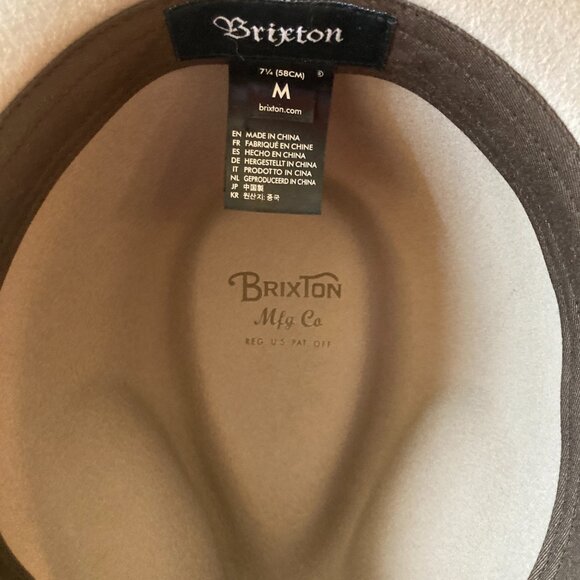 Brixton
7¼ (58CM) ®
M
brixton.com
EN MADE IN CHINA
FR FABRIQUÉ EN CHINE
ES HECHO EN CHINA
DE HERGESTELLT IN CHINA
IT PRODOTTO IN CINA
NL GEPRODUCEERD IN CHINA
JP 中国製
KR 원산지: 중국
BRIXTON
Mfg Co
REG. U.S. PAT. OFF